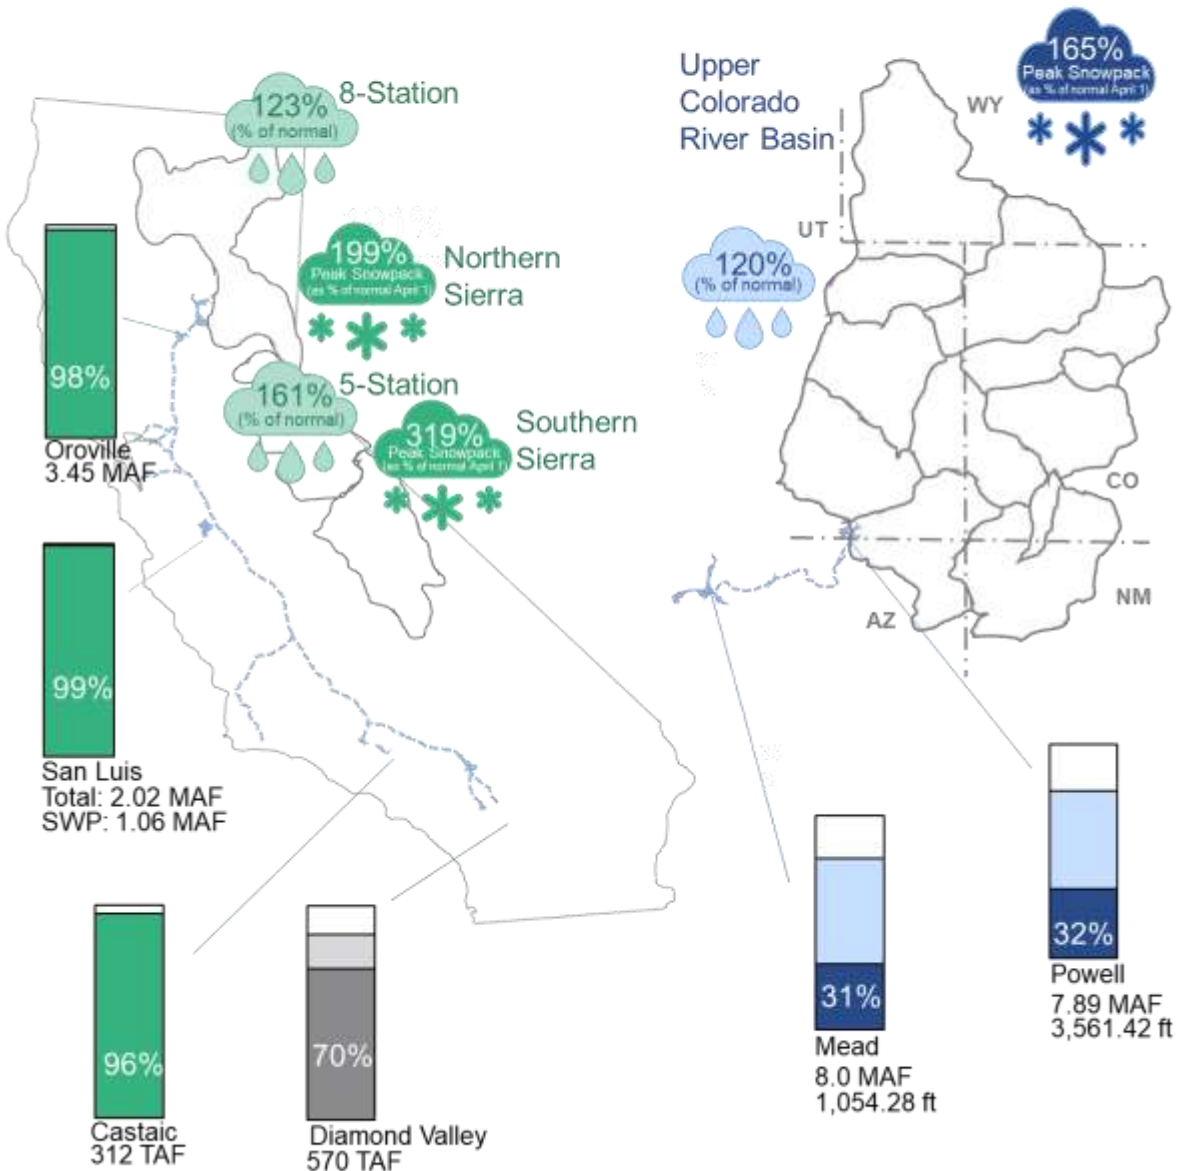 123%
(% of normal)
8-Station
199%
Peak Snowpack
(as % of normal April 1)
Northern
Sierra
161%
(% of normal)
5-Station
319%
Peak Snowpack
(as % of normal April 1)
Southern
Sierra
98%
Oroville
3.45 MAF
99%
San Luis
Total: 2.02 MAF
SWP: 1.06 MAF
96%
Castaic
312 TAF
70%
Diamond Valley
570 TAF
Upper
Colorado
River Basin
165%
Peak Snowpack
(as % of normal April 1)
WY
UT
120%
(% of normal)
CO
NM
AZ
31%
Mead
8.0 MAF
1,054.28 ft
32%
Powell
7.89 MAF
3,561.42 ft